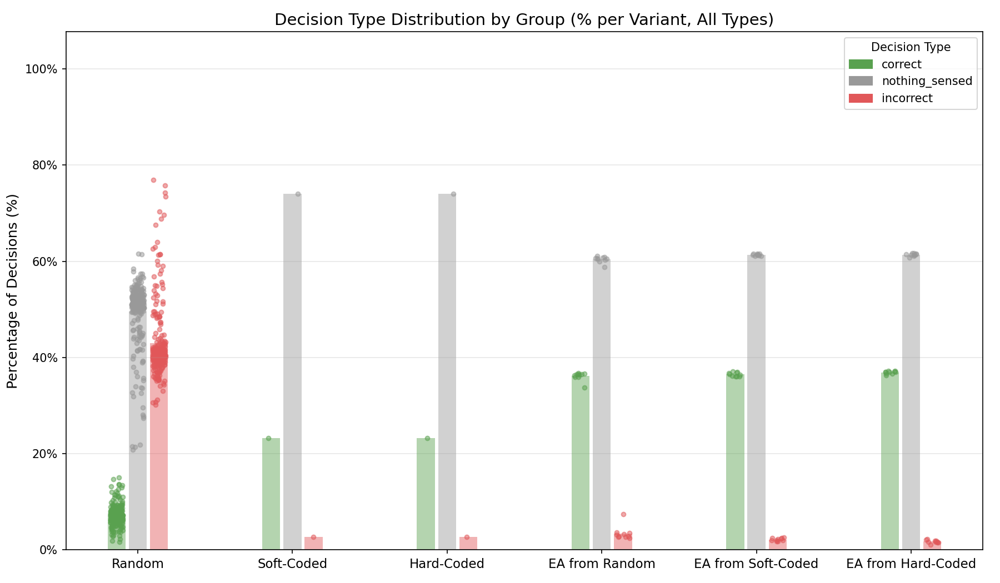 Decision Type Distribution by Group (% per Variant, All Types)
Decision Type
correct
nothing_sensed
incorrect
Percentage of Decisions (%)
100%
80%
60%
40%
20%
0%
Random
Soft-Coded
Hard-Coded
EA from Random
EA from Soft-Coded
EA from Hard-Coded